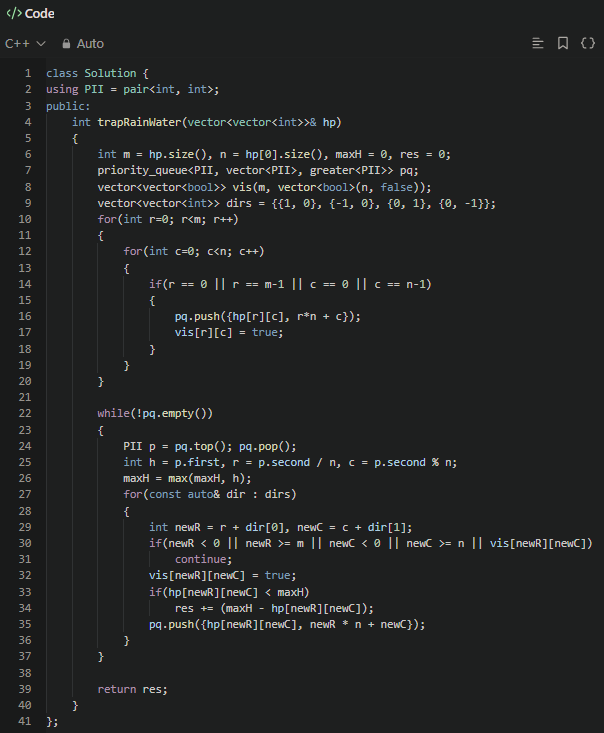 </> Code
C++ Auto
1 class Solution {
2 using PII = pair<int, int>;
3 public:
4     int trapRainWater(vector<vector<int>>& hp)
5     {
6         int m = hp.size(), n = hp[0].size(), maxH = 0, res = 0;
7         priority_queue<PII, vector<PII>, greater<PII>> pq;
8         vector<vector<bool>> vis(m, vector<bool>(n, false));
9         vector<vector<int>> dirs = {{1, 0}, {-1, 0}, {0, 1}, {0, -1}};
10         for(int r=0; r<m; r++)
11         {
12             for(int c=0; c<n; c++)
13             {
14                 if(r == 0 || r == m-1 || c == 0 || c == n-1)
15                 {
16                     pq.push({hp[r][c], r*n + c});
17                     vis[r][c] = true;
18                 }
19             }
20         }
21
22         while(!pq.empty())
23         {
24             PII p = pq.top(); pq.pop();
25             int h = p.first, r = p.second / n, c = p.second % n;
26             maxH = max(maxH, h);
27             for(const auto& dir : dirs)
28             {
29                 int newR = r + dir[0], newC = c + dir[1];
30                 if(newR < 0 || newR >= m || newC < 0 || newC >= n || vis[newR][newC])
31                     continue;
32                 vis[newR][newC] = true;
33                 if(hp[newR][newC] < maxH)
34                     res += (maxH - hp[newR][newC]);
35                 pq.push({hp[newR][newC], newR * n + newC});
36             }
37         }
38
39         return res;
40     }
41 };